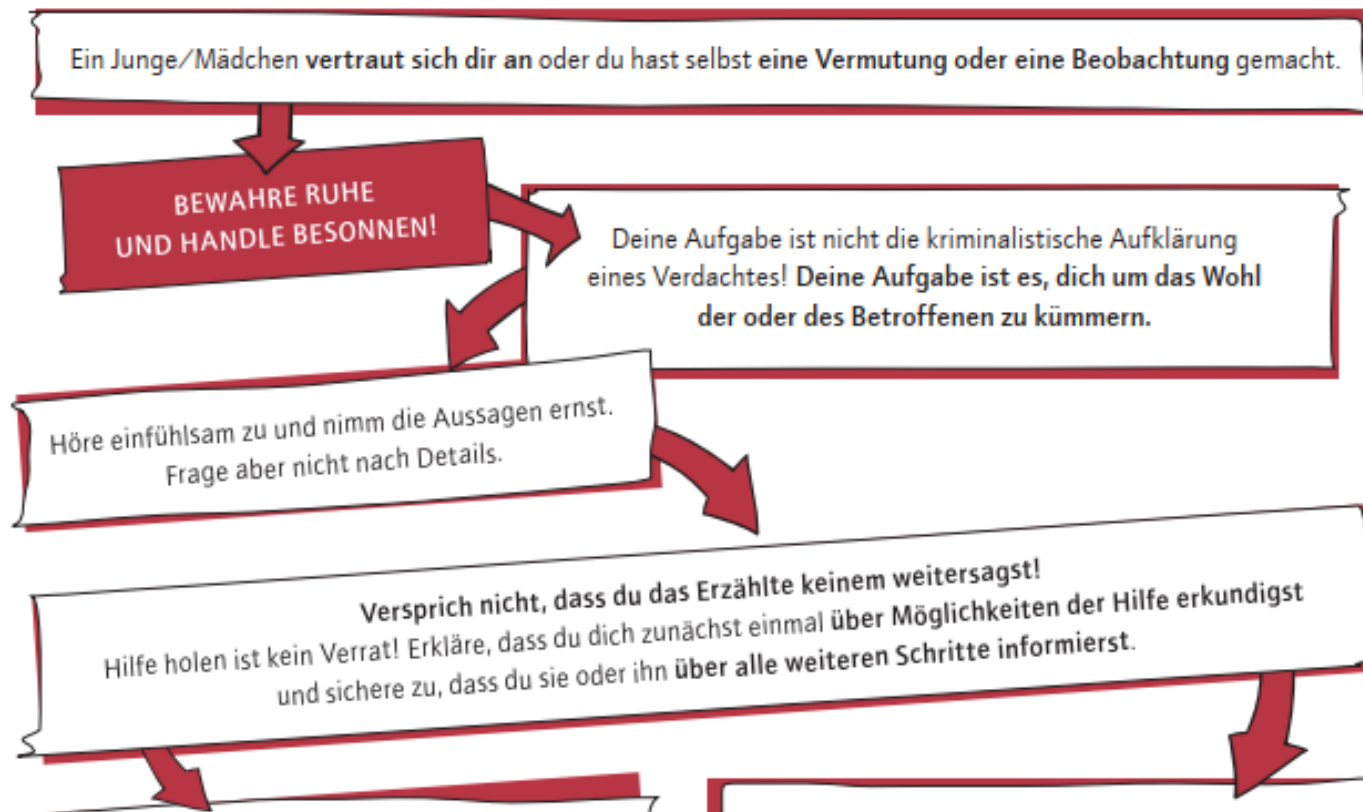 Ein Junge/Mädchen vertraut sich dir an oder du hast selbst eine Vermutung oder eine Beobachtung gemacht.
BEWAHRE RUHE
UND HANDLE BESONNEN!
Deine Aufgabe ist nicht die kriminalistische Aufklärung
eines Verdachtes! Deine Aufgabe ist es, dich um das Wohl
der oder des Betroffenen zu kümmern.
Höre einfühlsam zu und nimm die Aussagen ernst.
Frage aber nicht nach Details.
Versprich nicht, dass du das Erzählte keinem weitersagst!
Hilfe holen ist kein Verrat! Erkläre, dass du dich zunächst einmal über Möglichkeiten der Hilfe erkundigst
und sichere zu, dass du sie oder ihn über alle weiteren Schritte informierst.